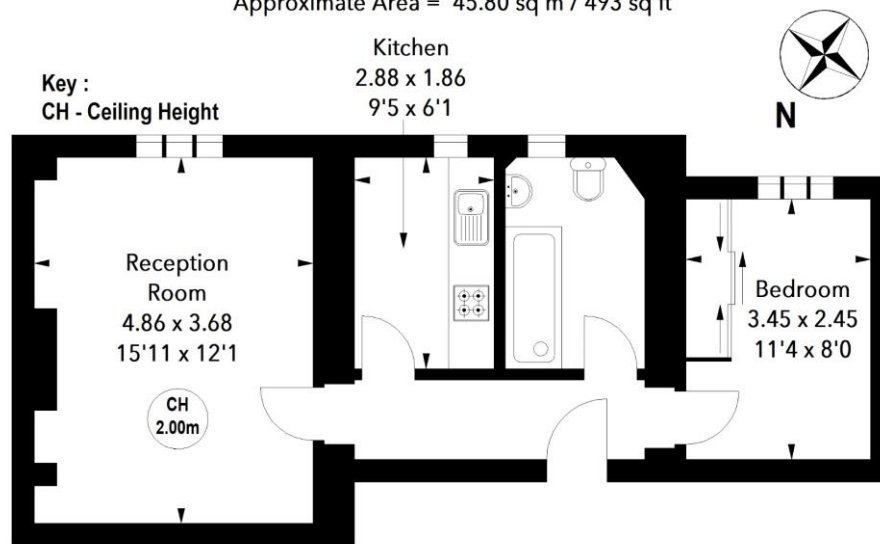 Approximate Area = 45.80 sq m / 493 sq ft
Kitchen
2.88 x 1.86
9'5 x 6'1
Key :
CH - Ceiling Height
N
Reception
Room
4.86 x 3.68
15'11 x 12'1
CH
2.00m
Bedroom
3.45 x 2.45
11'4 x 8'0